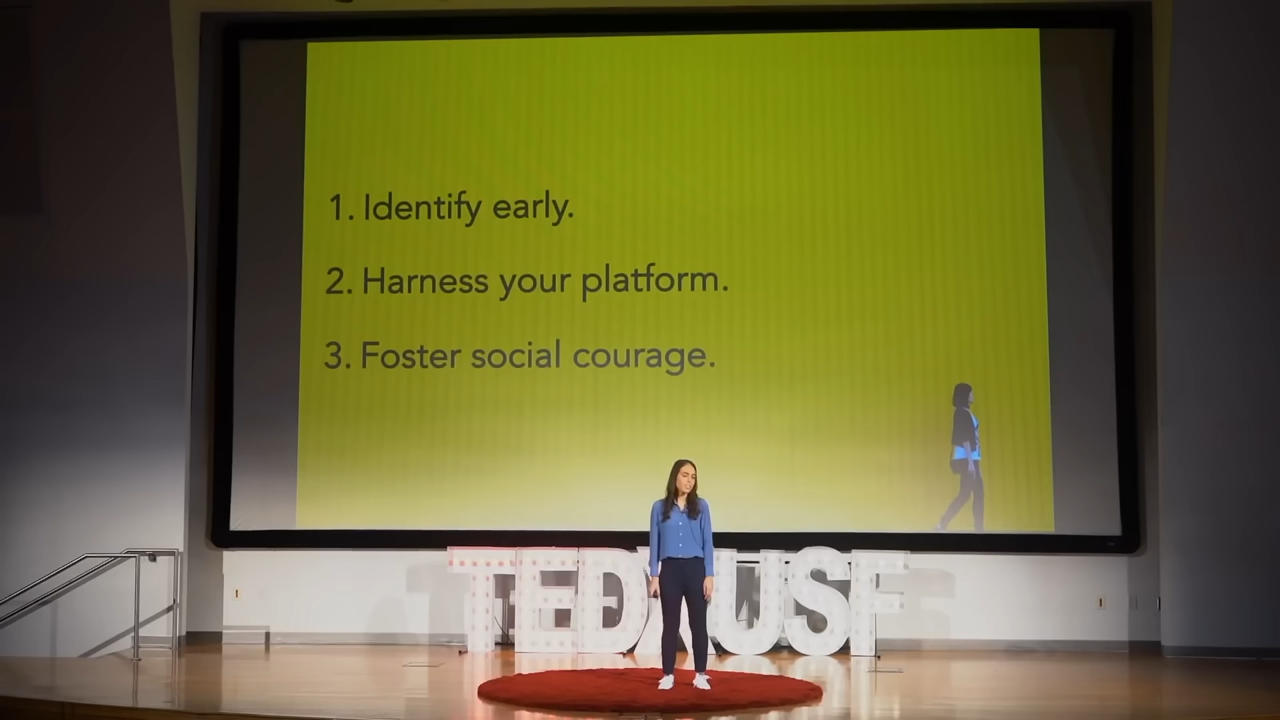 1. Identify early.
2. Harness your platform.
3. Foster social courage.
TEDxUSF